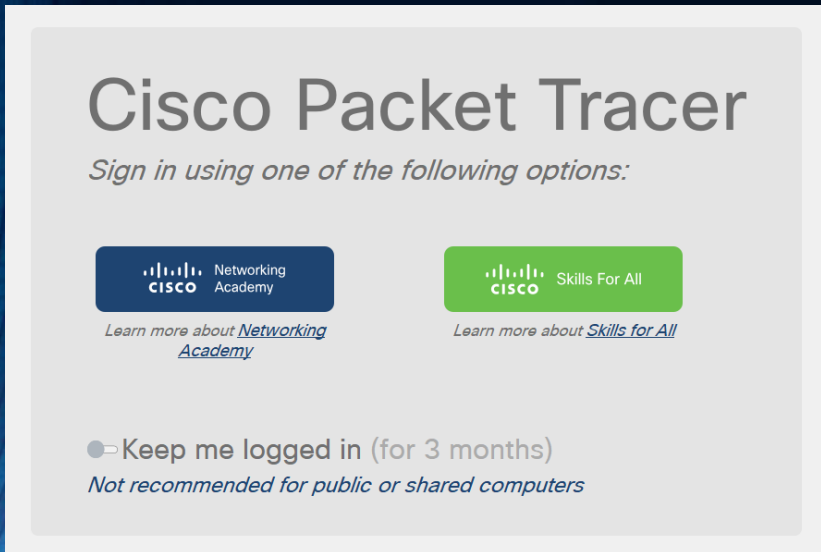 Cisco Packet Tracer
Sign in using one of the following options:
CISCO Networking Academy
CISCO Skills For All
Learn more about Networking
Academy
Learn more about Skills for All
Keep me logged in (for 3 months)
Not recommended for public or shared computers